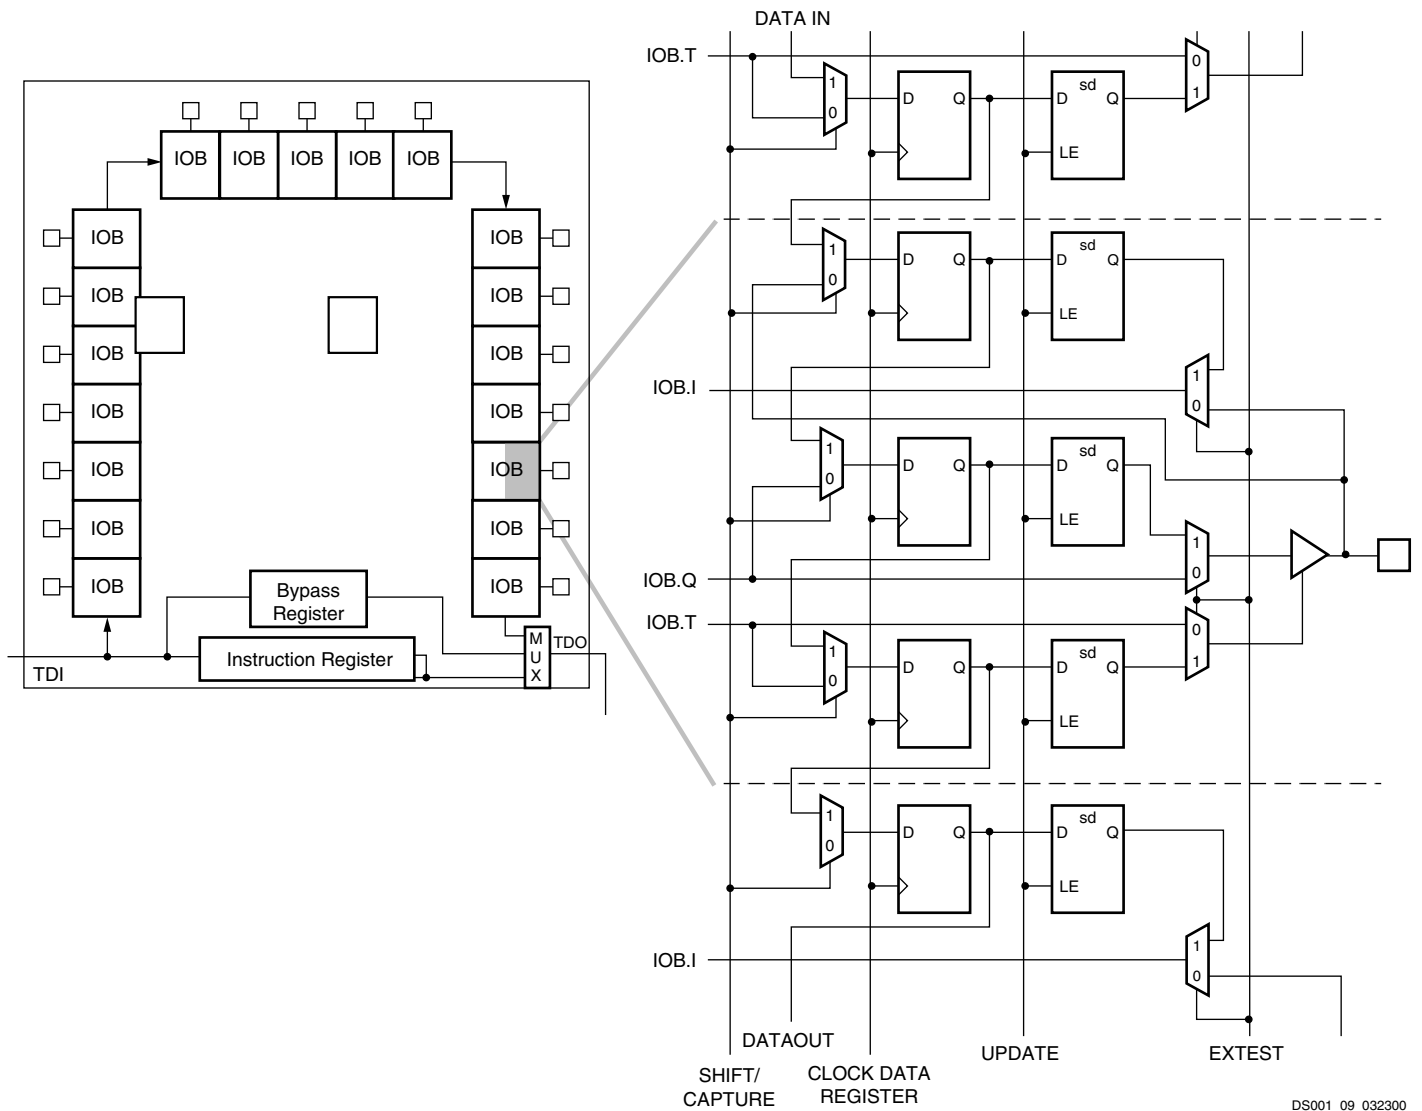 IOB IOB IOB IOB IOB
IOB
IOB
IOB
IOB
IOB
IOB
IOB
IOB
IOB
IOB
IOB
IOB
IOB
IOB
Bypass
Register
Instruction Register
TDI
M
U
X
TDO
DATA IN
IOB.T
1
0
D Q
sd
D Q
LE
0
1
1
0
D Q
sd
D Q
LE
IOB.I
1
0
1
0
D Q
sd
D Q
LE
1
0
IOB.Q
IOB.T
0
1
1
0
D Q
sd
D Q
LE
1
0
D Q
sd
D Q
LE
IOB.I
1
0
DATAOUT
UPDATE
EXTEST
SHIFT/
CAPTURE
CLOCK DATA
REGISTER
DS001_09_032300